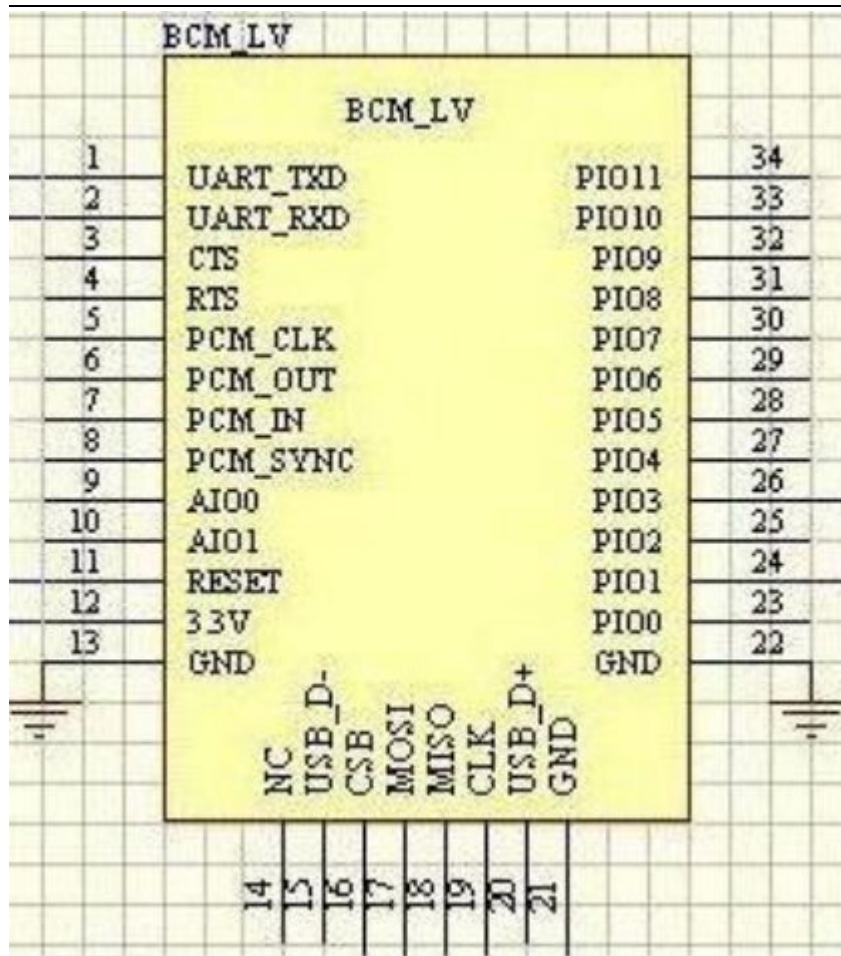 BCM_LV
BCM_LV
1 UART_TXD PIO11 34
2 UART_RXD PIO10 33
3 CTS PIO9 32
4 RTS PIO8 31
5 PCM_CLK PIO7 30
6 PCM_OUT PIO6 29
7 PCM_IN PIO5 28
8 PCM_SYNC PIO4 27
9 AIO0 PIO3 26
10 AIO1 PIO2 25
11 RESET PIO1 24
12 3.3V PIO0 23
13 GND GND 22
NC USB_D- CSB MOSI MISO CLK USB_D+ GND
14 15 16 17 18 19 20 21